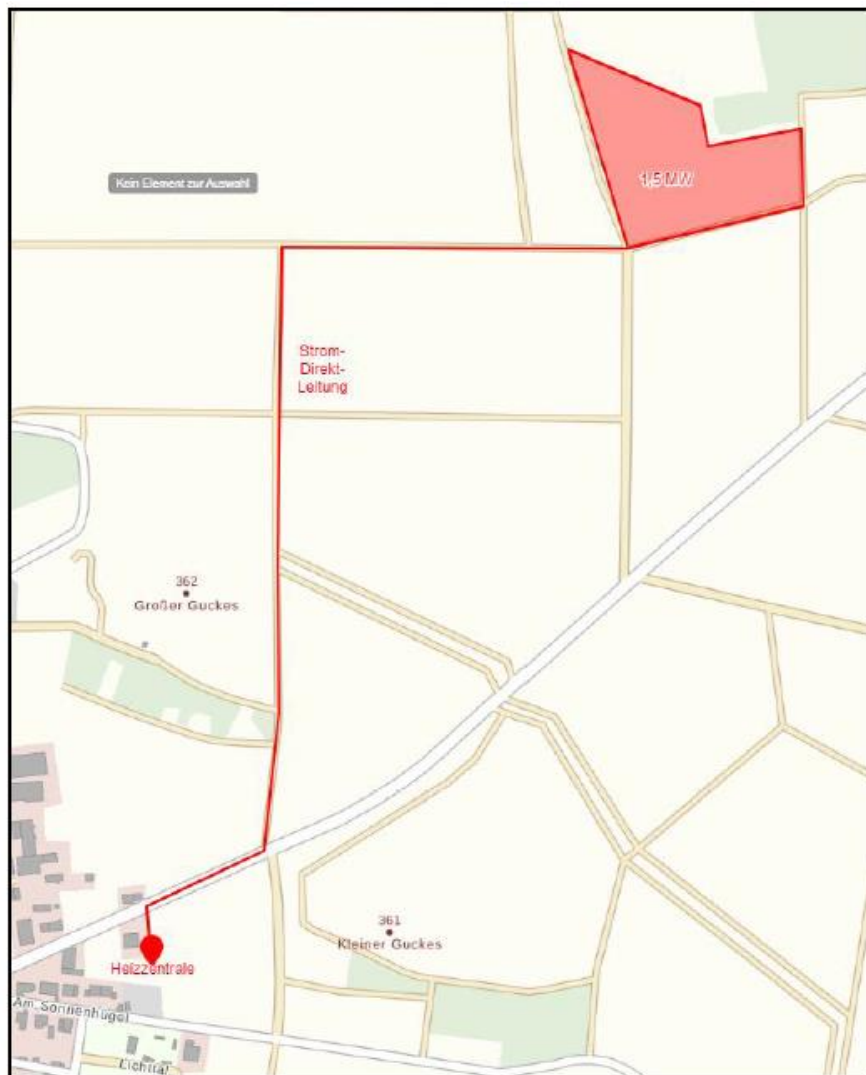 Kein Element zur Auswahl
1,5 MW
Strom-
Direkt-
Leitung
362
Großer Guckes
361
Kleiner Guckes
Heizzentrale
Am Sonnenhügel
Lichttal